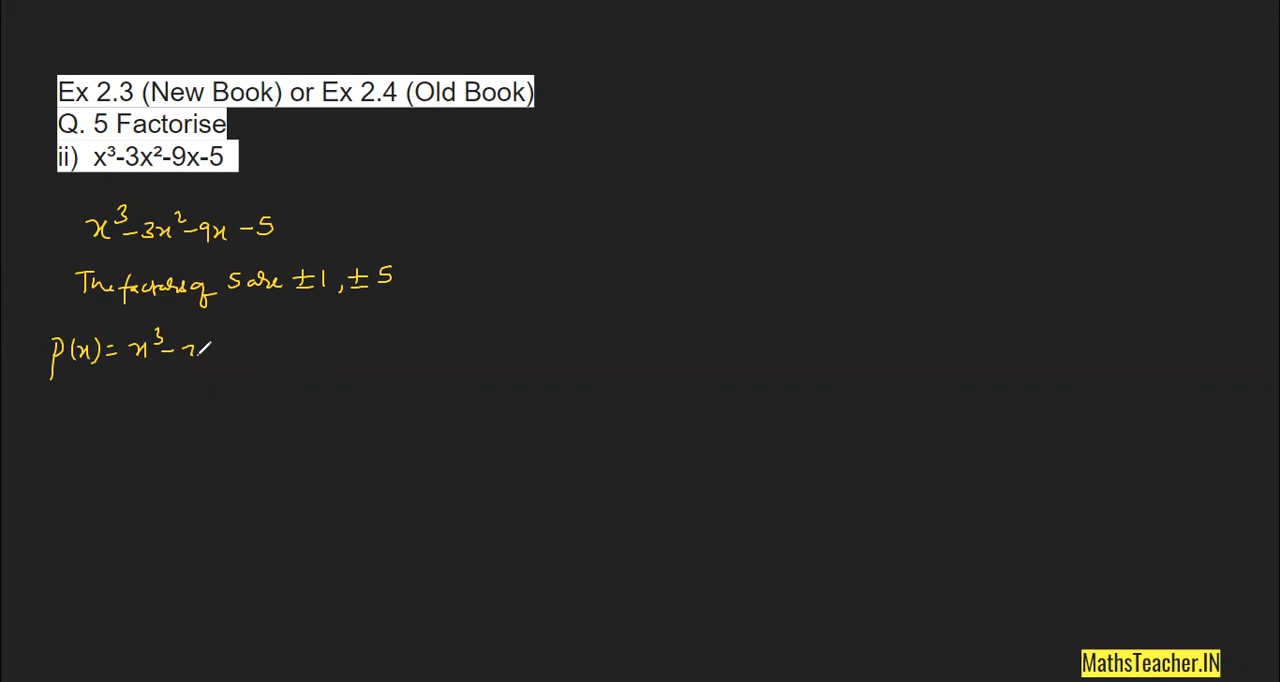 Ex 2.3 (New Book) or Ex 2.4 (Old Book)
Q. 5 Factorise
ii) x³-3x²-9x-5
x³-3x²-9x-5
The factors of 5 are ±1, ±5
P(x) = x³-
MathsTeacher.IN